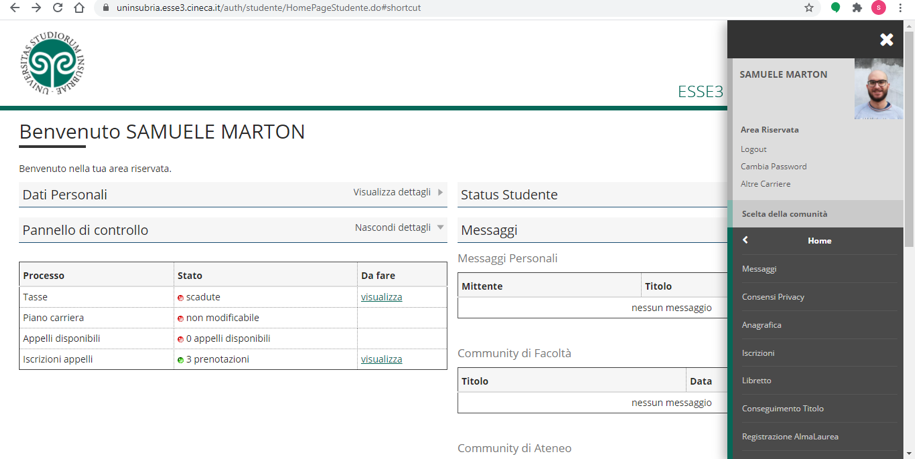 uninsubria.esse3.cineca.it/auth/studente/HomePageStudente.do#shortcut
S
UNIVERSITAS STUDIORUM INSUBRIAE
ESSE3
SAMUELE MARTON
Area Riservata
Logout
Cambia Password
Altre Carriere
Scelta della comunità
Home
Messaggi
Consensi Privacy
Anagrafica
Iscrizioni
Libretto
Conseguimento Titolo
Registrazione AlmaLaurea
Benvenuto SAMUELE MARTON
Benvenuto nella tua area riservata.
Dati Personali Visualizza dettagli
Pannello di controllo Nascondi dettagli
Processo Stato Da fare
Tasse scadute visualizza
Piano carriera non modificabile
Appelli disponibili 0 appelli disponibili
Iscrizioni appelli 3 prenotazioni visualizza
Status Studente
Messaggi
Messaggi Personali
Mittente Titolo
nessun messaggio
Community di Facoltà
Titolo Data
nessun messaggio
Community di Ateneo